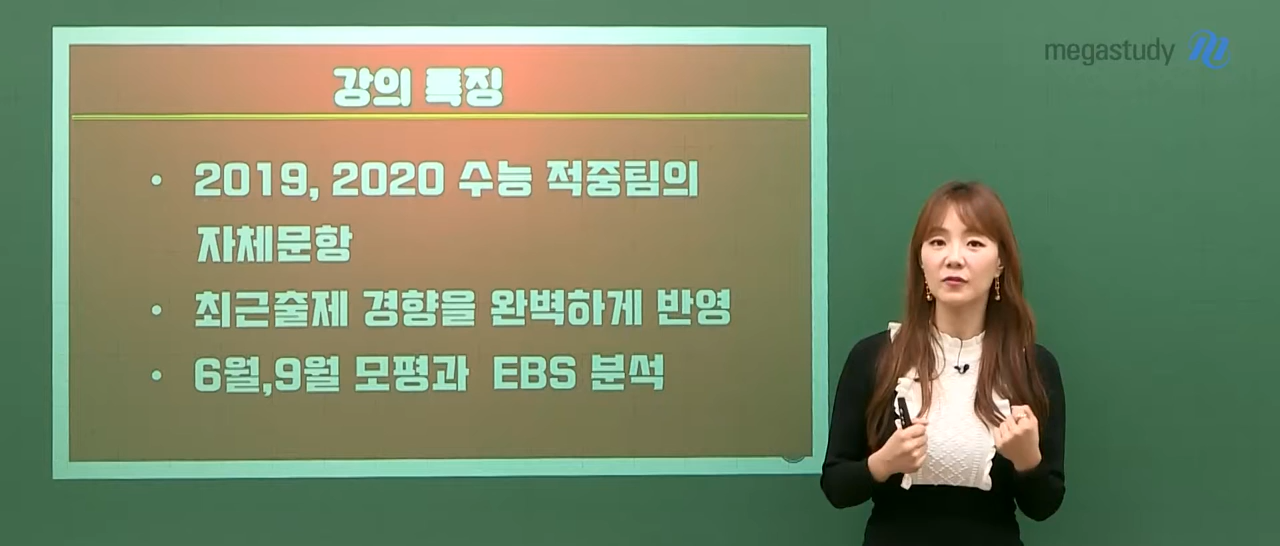 megastudy
강의 특징
• 2019, 2020 수능 적중팀의
자체문항
• 최근출제 경향을 완벽하게 반영
• 6월,9월 모평과 EBS 분석